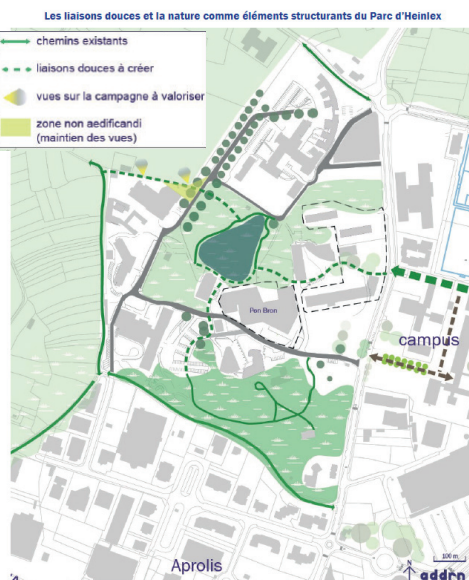 Les liaisons douces et la nature comme éléments structurants du Parc d'Heinlex
chemins existants
liaisons douces à créer
vues sur la campagne à valoriser
zone non aedificandi
(maintien des vues)
Pen Bron
campus
Aprolis
100 m
N
addrn